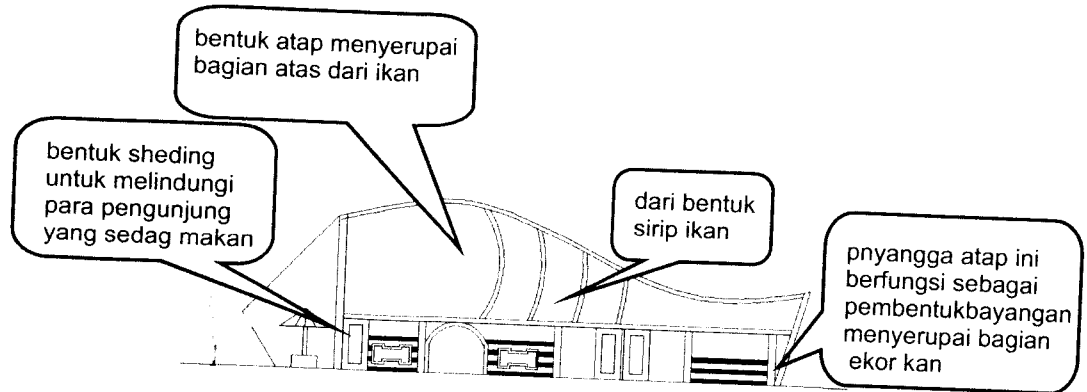 bentuk atap menyerupai
bagian atas dari ikan
bentuk sheding
untuk melindungi
para pengunjung
yang sedag makan
dari bentuk
sirip ikan
pnyangga atap ini
berfungsi sebagai
pembentukbayangan
menyerupai bagian
ekor kan